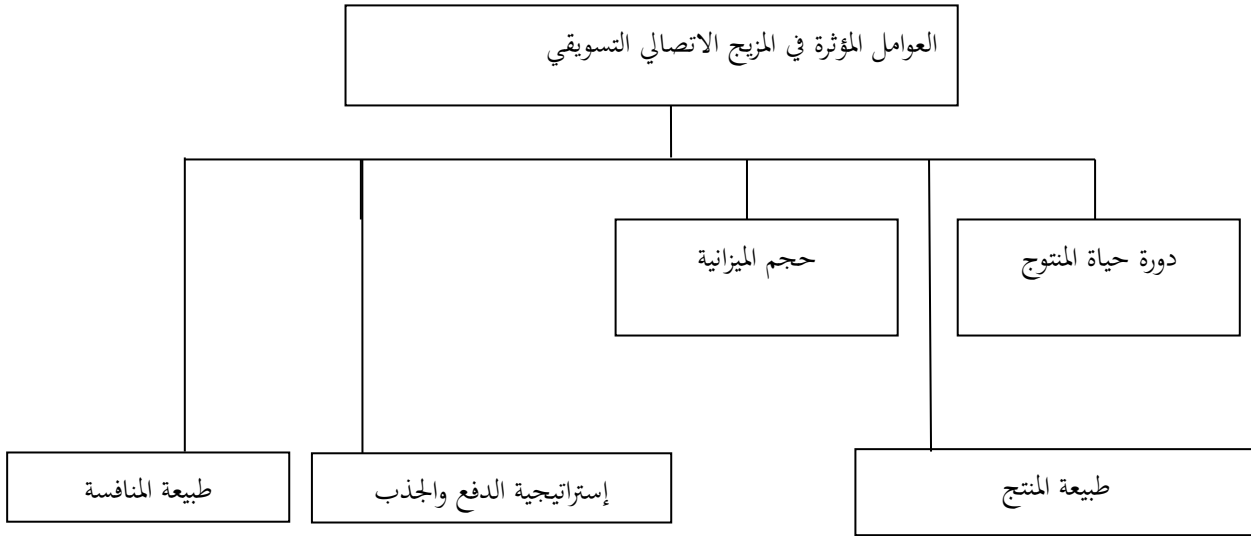 العوامل المؤثرة في المزيج الاتصالي التسويقي
دورة حياة المنتوج
حجم الميزانية
طبيعة المنتج
إستراتيجية الدفع والجذب
طبيعة المنافسة